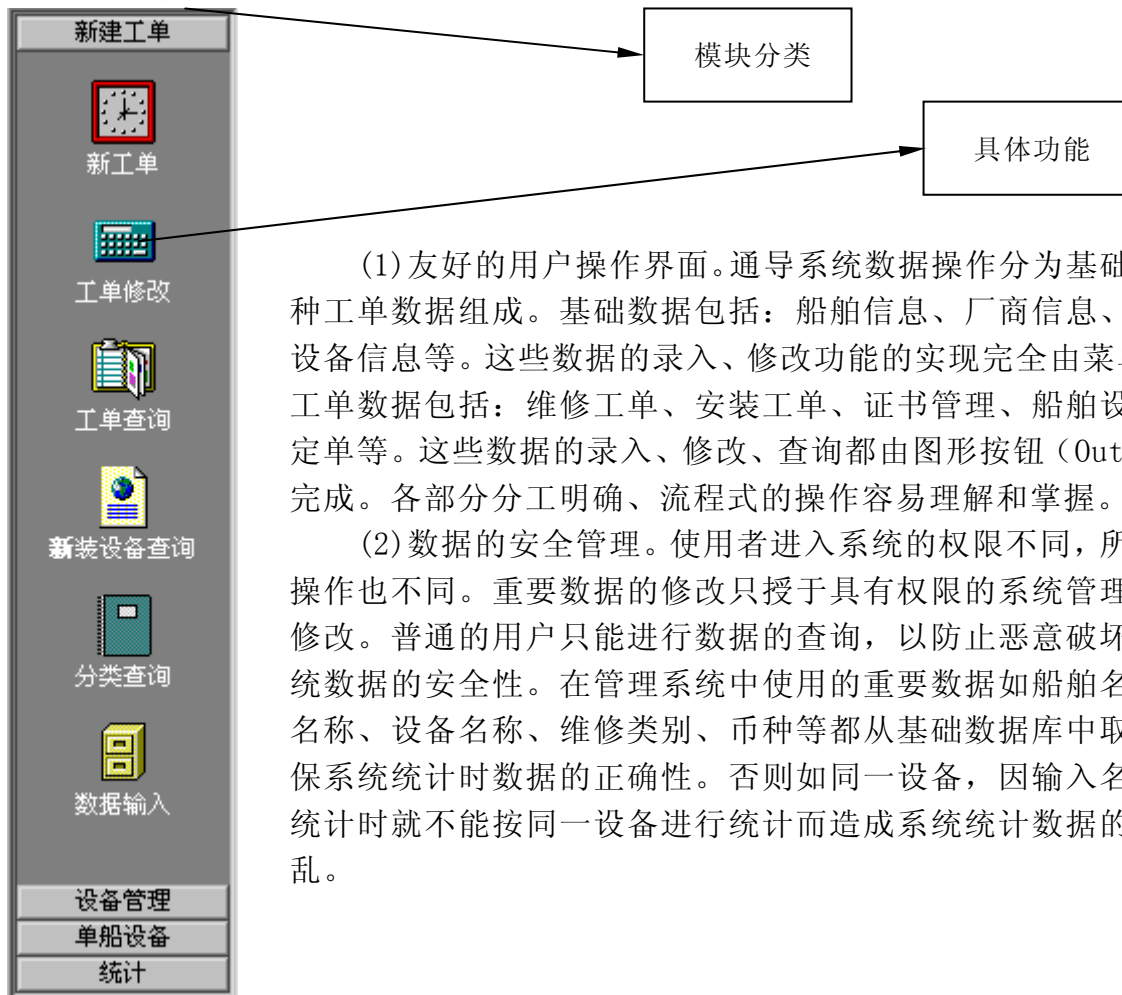 新建工单
模块分类
具体功能
新工单
工单修改
工单查询
新装设备查询
分类查询
数据输入
设备管理
单船设备
统计
(1)友好的用户操作界面。通导系统数据操作分为基础
种工单数据组成。基础数据包括：船舶信息、厂商信息、
设备信息等。这些数据的录入、修改功能的实现完全由菜
工单数据包括：维修工单、安装工单、证书管理、船舶设
定单等。这些数据的录入、修改、查询都由图形按钮（Out
完成。各部分分工明确、流程式的操作容易理解和掌握。
(2)数据的安全管理。使用者进入系统的权限不同，所
操作也不同。重要数据的修改只授于具有权限的系统管理
修改。普通的用户只能进行数据的查询，以防止恶意破坏
统数据的安全性。在管理系统中使用的重要数据如船舶名
名称、设备名称、维修类别、币种等都从基础数据库中取
保系统统计时数据的正确性。否则如同一设备，因输入名
统计时就不能按同一设备进行统计而造成系统统计数据的
乱。